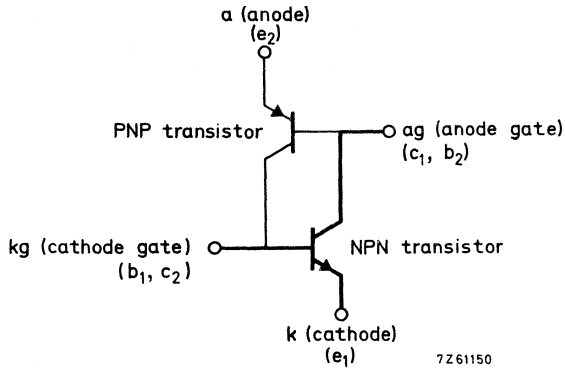 a (anode)
(e₂)
PNP transistor
ag (anode gate)
(c₁, b₂)
kg (cathode gate)
(b₁, c₂)
NPN transistor
k (cathode)
(e₁)
7Z61150